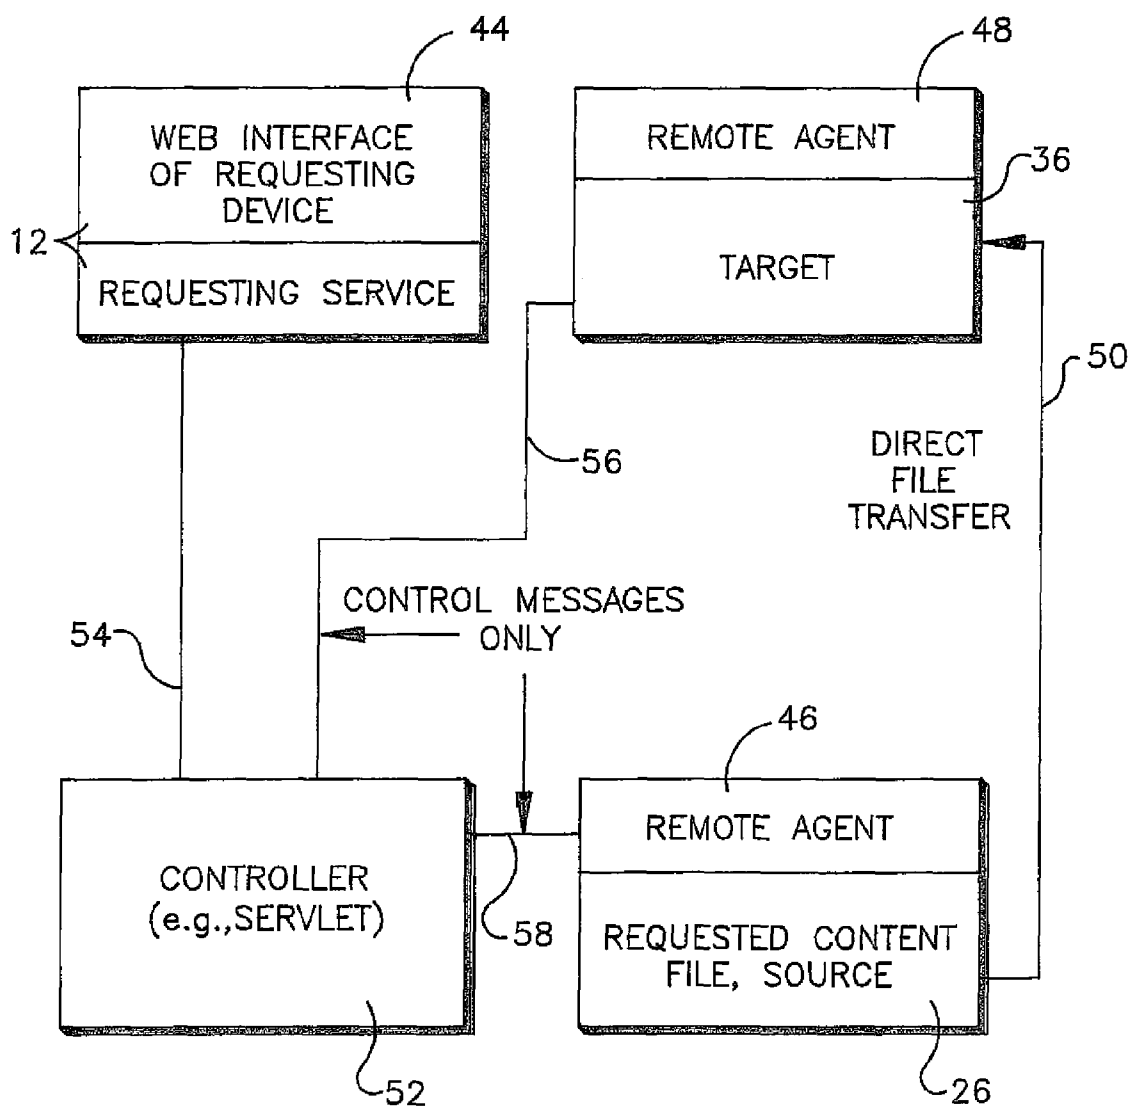 44
48
WEB INTERFACE
OF REQUESTING
DEVICE
REMOTE AGENT
36
12
REQUESTING SERVICE
TARGET
50
56
DIRECT
FILE
TRANSFER
CONTROL MESSAGES
ONLY
54
46
REMOTE AGENT
CONTROLLER
(e.g.,SERVLET)
58
REQUESTED CONTENT
FILE, SOURCE
52
26